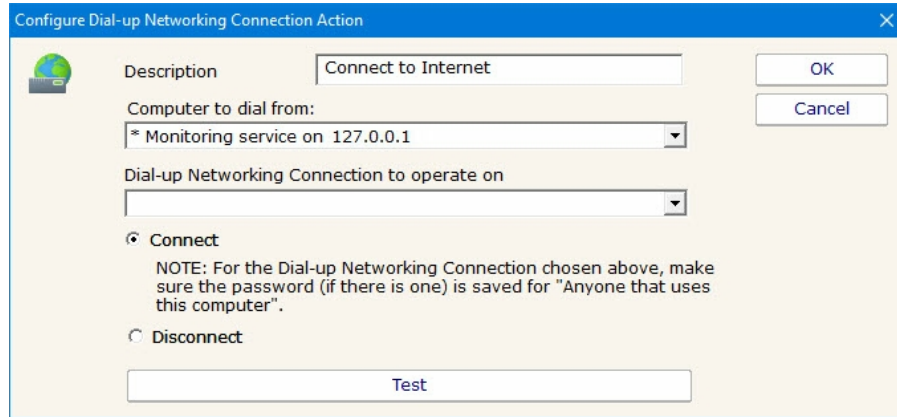 Configure Dial-up Networking Connection Action
Description
Connect to Internet
OK
Computer to dial from:
Cancel
* Monitoring service on 127.0.0.1
Dial-up Networking Connection to operate on
Connect
NOTE: For the Dial-up Networking Connection chosen above, make
sure the password (if there is one) is saved for "Anyone that uses
this computer".
Disconnect
Test